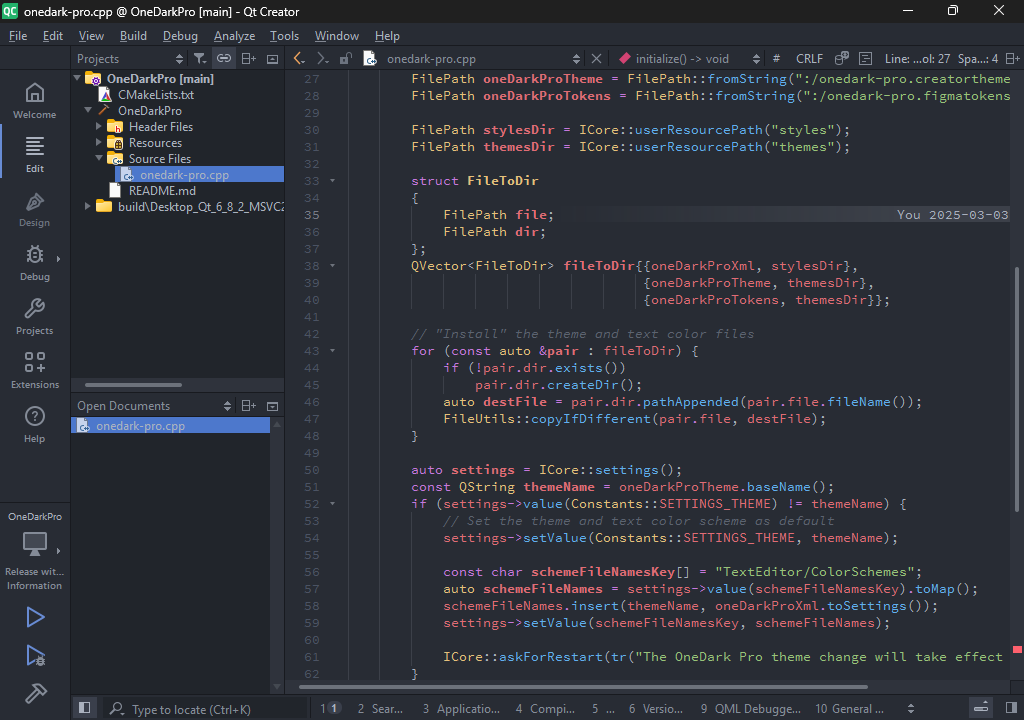 onedark-pro.cpp @ OneDarkPro [main] - Qt Creator
File Edit View Build Debug Analyze Tools Window Help
Projects
onedark-pro.cpp
initialize() -> void
#
CRLF
Line: ...ol: 27
Spa...: 4
Welcome
Edit
Design
Debug
Projects
Extensions
Help
OneDarkPro
Release wit...
Information
OneDarkPro [main]
CMakeLists.txt
OneDarkPro
Header Files
Resources
Source Files
onedark-pro.cpp
README.md
build\Desktop_Qt_6_8_2_MSVC2
Open Documents
onedark-pro.cpp
27 FilePath oneDarkProTheme = FilePath::fromString(":/onedark-pro.creatortheme
28 FilePath oneDarkProTokens = FilePath::fromString(":/onedark-pro.figmatokens
29
30 FilePath stylesDir = ICore::userResourcePath("styles");
31 FilePath themesDir = ICore::userResourcePath("themes");
32
33 struct FileToDir
34 {
35 FilePath file; You 2025-03-03
36 FilePath dir;
37 };
38 QVector<FileToDir> fileToDir{{oneDarkProXml, stylesDir},
39 {oneDarkProTheme, themesDir},
40 {oneDarkProTokens, themesDir}};
41
42 // "Install" the theme and text color files
43 for (const auto &pair : fileToDir) {
44 if (!pair.dir.exists())
45 pair.dir.createDir();
46 auto destFile = pair.dir.pathAppended(pair.file.fileName());
47 FileUtils::copyIfDifferent(pair.file, destFile);
48 }
49
50 auto settings = ICore::settings();
51 const QString themeName = oneDarkProTheme.baseName();
52 if (settings->value(Constants::SETTINGS_THEME) != themeName) {
53 // Set the theme and text color scheme as default
54 settings->setValue(Constants::SETTINGS_THEME, themeName);
55
56 const char schemeFileNamesKey[] = "TextEditor/ColorSchemes";
57 auto schemeFileNames = settings->value(schemeFileNamesKey).toMap();
58 schemeFileNames.insert(themeName, oneDarkProXml.toSettings());
59 settings->setValue(schemeFileNamesKey, schemeFileNames);
60
61 ICore::askForRestart(tr("The OneDark Pro theme change will take effect
62 }
Type to locate (Ctrl+K)
1 1 2 Sear... 3 Applicatio... 4 Compi... 5 ... 6 Versio... 9 QML Debugge... 10 General ...